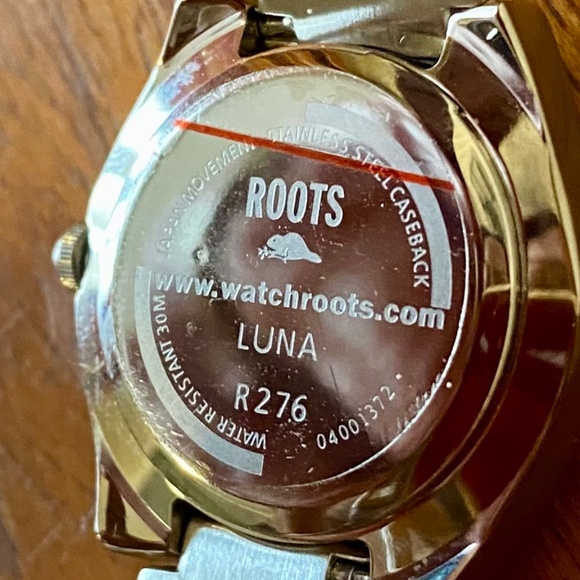 JAPAN MOVEMENT STAINLESS STEEL CASEBACK
ROOTS
www.watchroots.com
LUNA
R276
WATER RESISTANT 30M
04001372